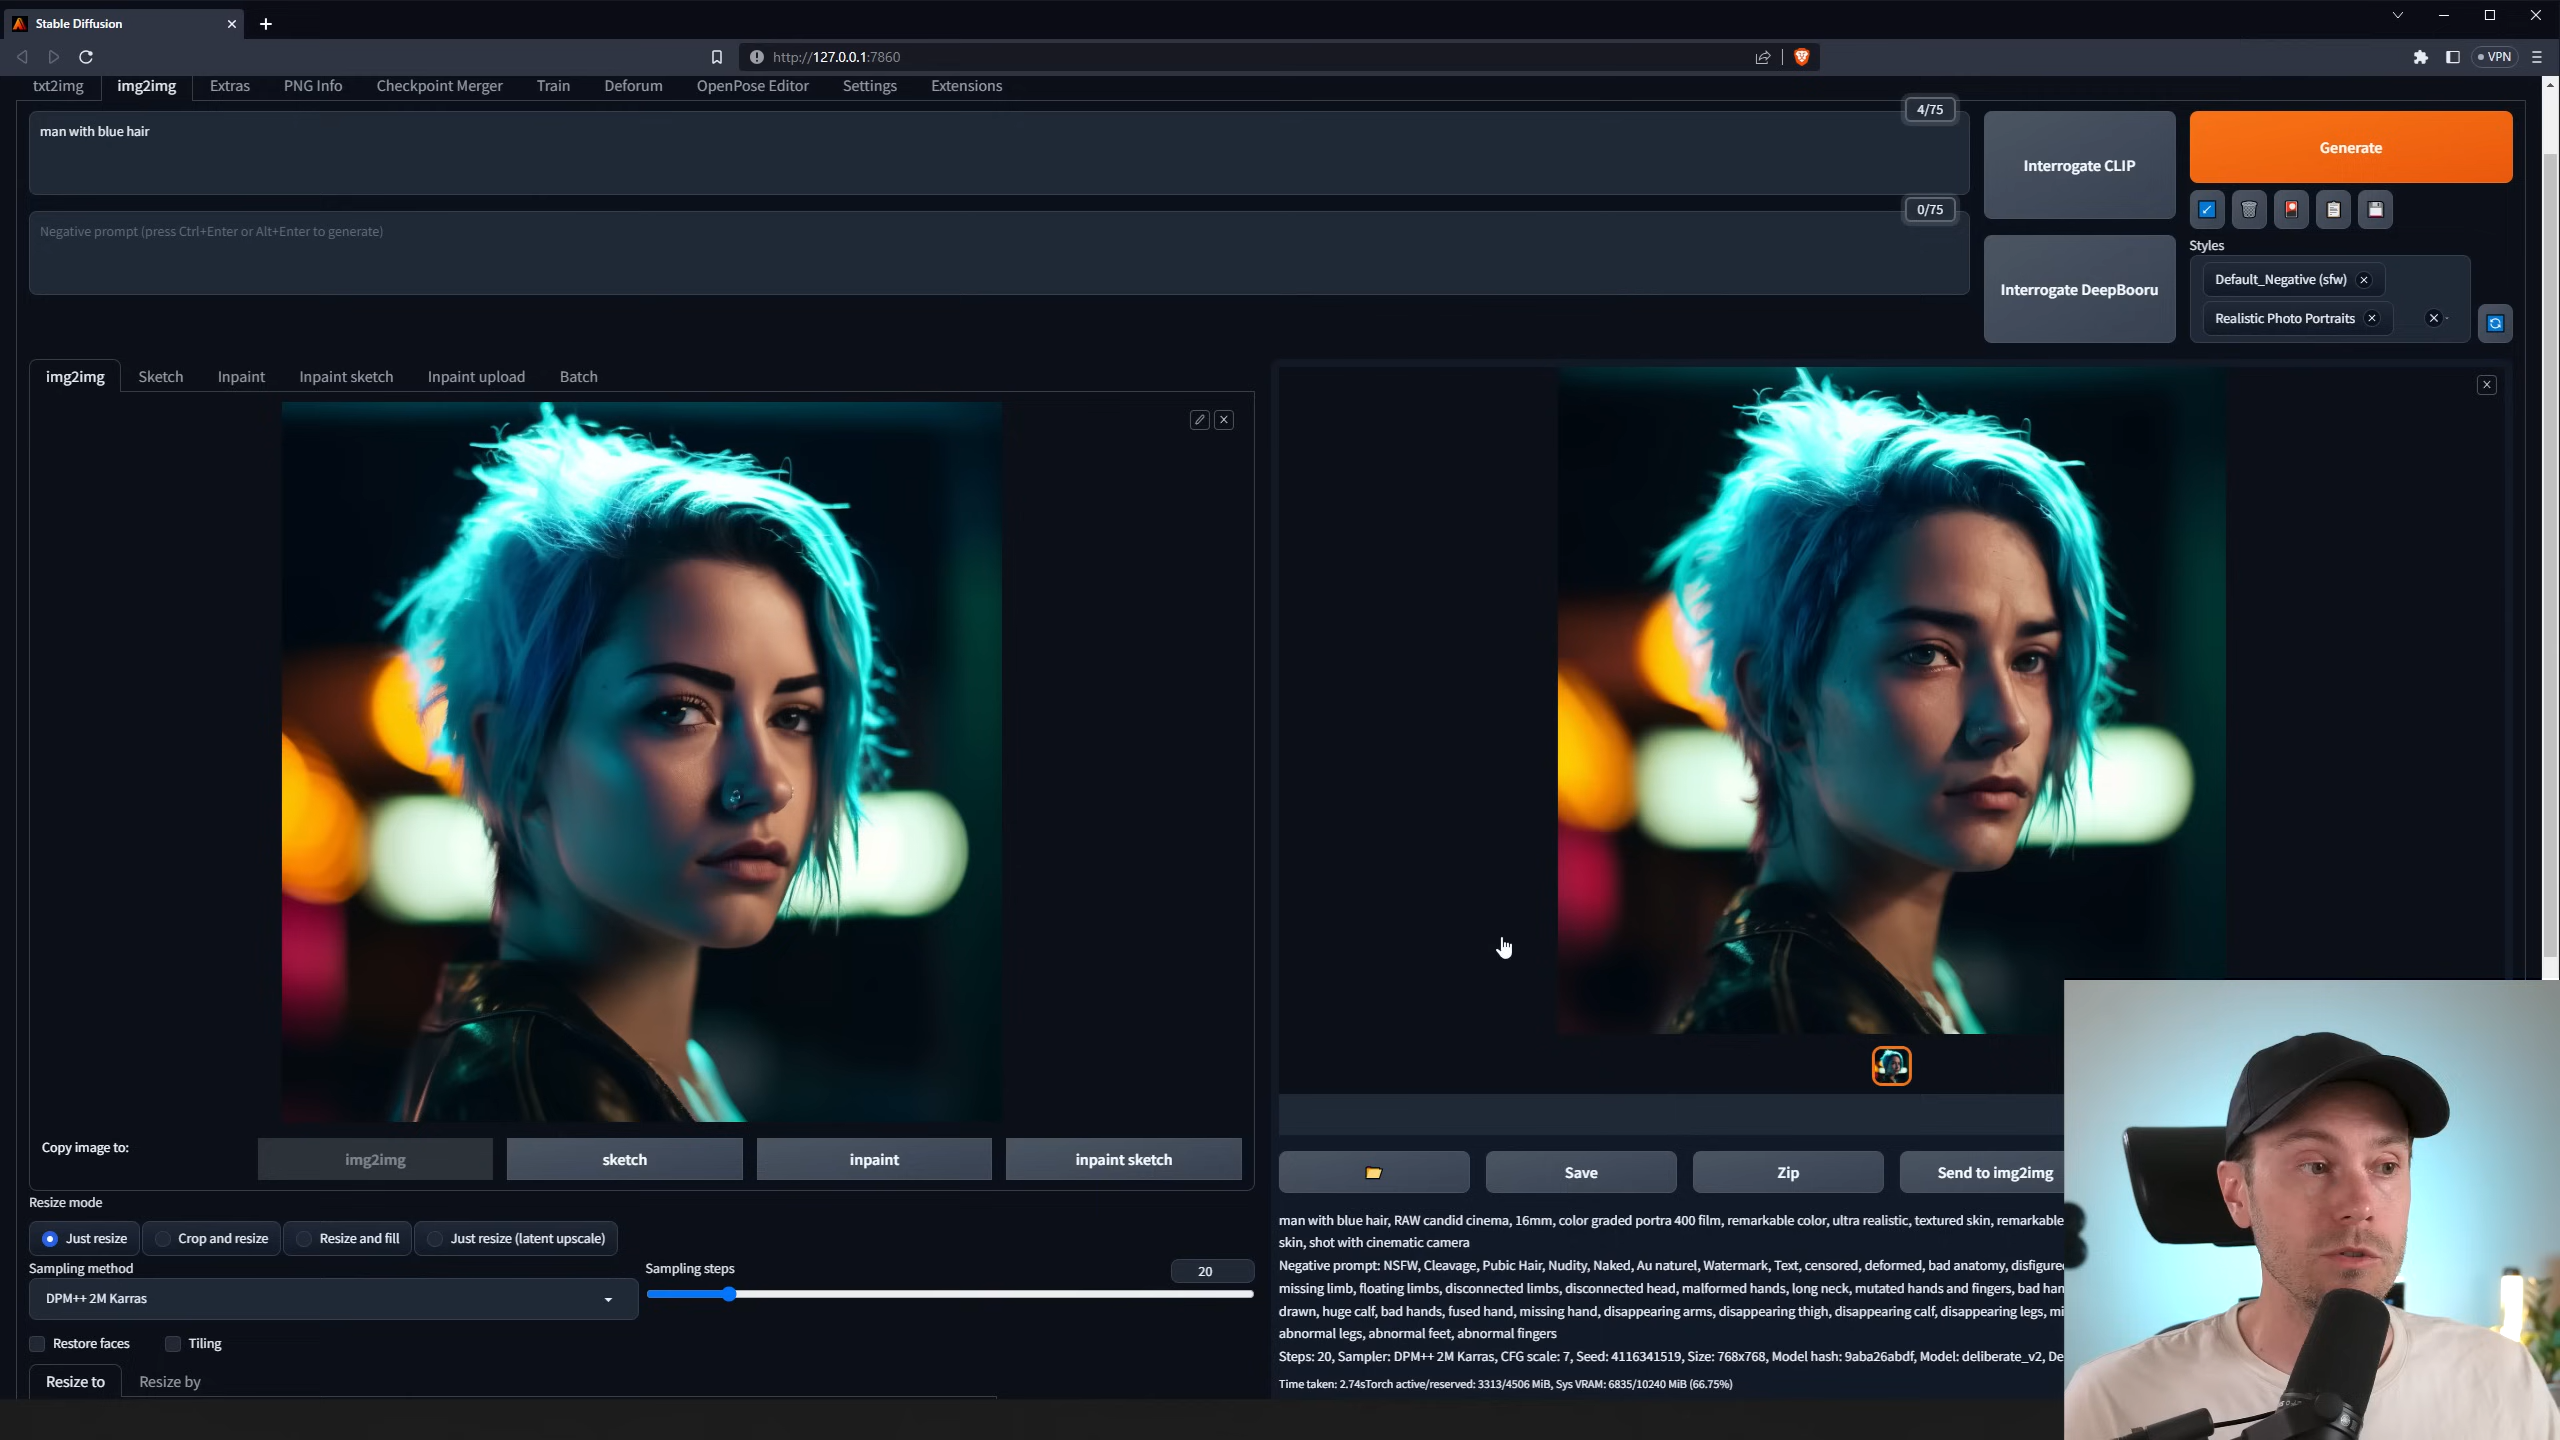 Stable Diffusion
http://127.0.0.1:7860
VPN
txt2img
img2img
Extras
PNG Info
Checkpoint Merger
Train
Deforum
OpenPose Editor
Settings
Extensions
man with blue hair
4/75
Negative prompt (press Ctrl+Enter or Alt+Enter to generate)
0/75
Interrogate CLIP
Interrogate DeepBooru
Generate
Styles
Default_Negative (sfw)
Realistic Photo Portraits
img2img
Sketch
Inpaint
Inpaint sketch
Inpaint upload
Batch
Copy image to:
img2img
sketch
inpaint
inpaint sketch
Resize mode
Just resize
Crop and resize
Resize and fill
Just resize (latent upscale)
Sampling method
DPM++ 2M Karras
Sampling steps
20
Restore faces
Tiling
Resize to
Resize by
Save
Zip
Send to img2img
man with blue hair, RAW candid cinema, 16mm, color graded portra 400 film, remarkable color, ultra realistic, textured skin, remarkable
skin, shot with cinematic camera
Negative prompt: NSFW, Cleavage, Pubic Hair, Nudity, Naked, Au naturel, Watermark, Text, censored, deformed, bad anatomy, disfigured
missing limb, floating limbs, disconnected limbs, disconnected head, malformed hands, long neck, mutated hands and fingers, bad
drawn, huge calf, bad hands, fused hand, missing hand, disappearing arms, disappearing thigh, disappearing calf, disappearing legs,
abnormal legs, abnormal feet, abnormal fingers
Steps: 20, Sampler: DPM++ 2M Karras, CFG scale: 7, Seed: 4116341519, Size: 768x768, Model hash: 9aba26abdf, Model: deliberate_v2,
Time taken: 2.74sTorch active/reserved: 3313/4506 MiB, Sys VRAM: 6835/10240 MiB (66.75%)